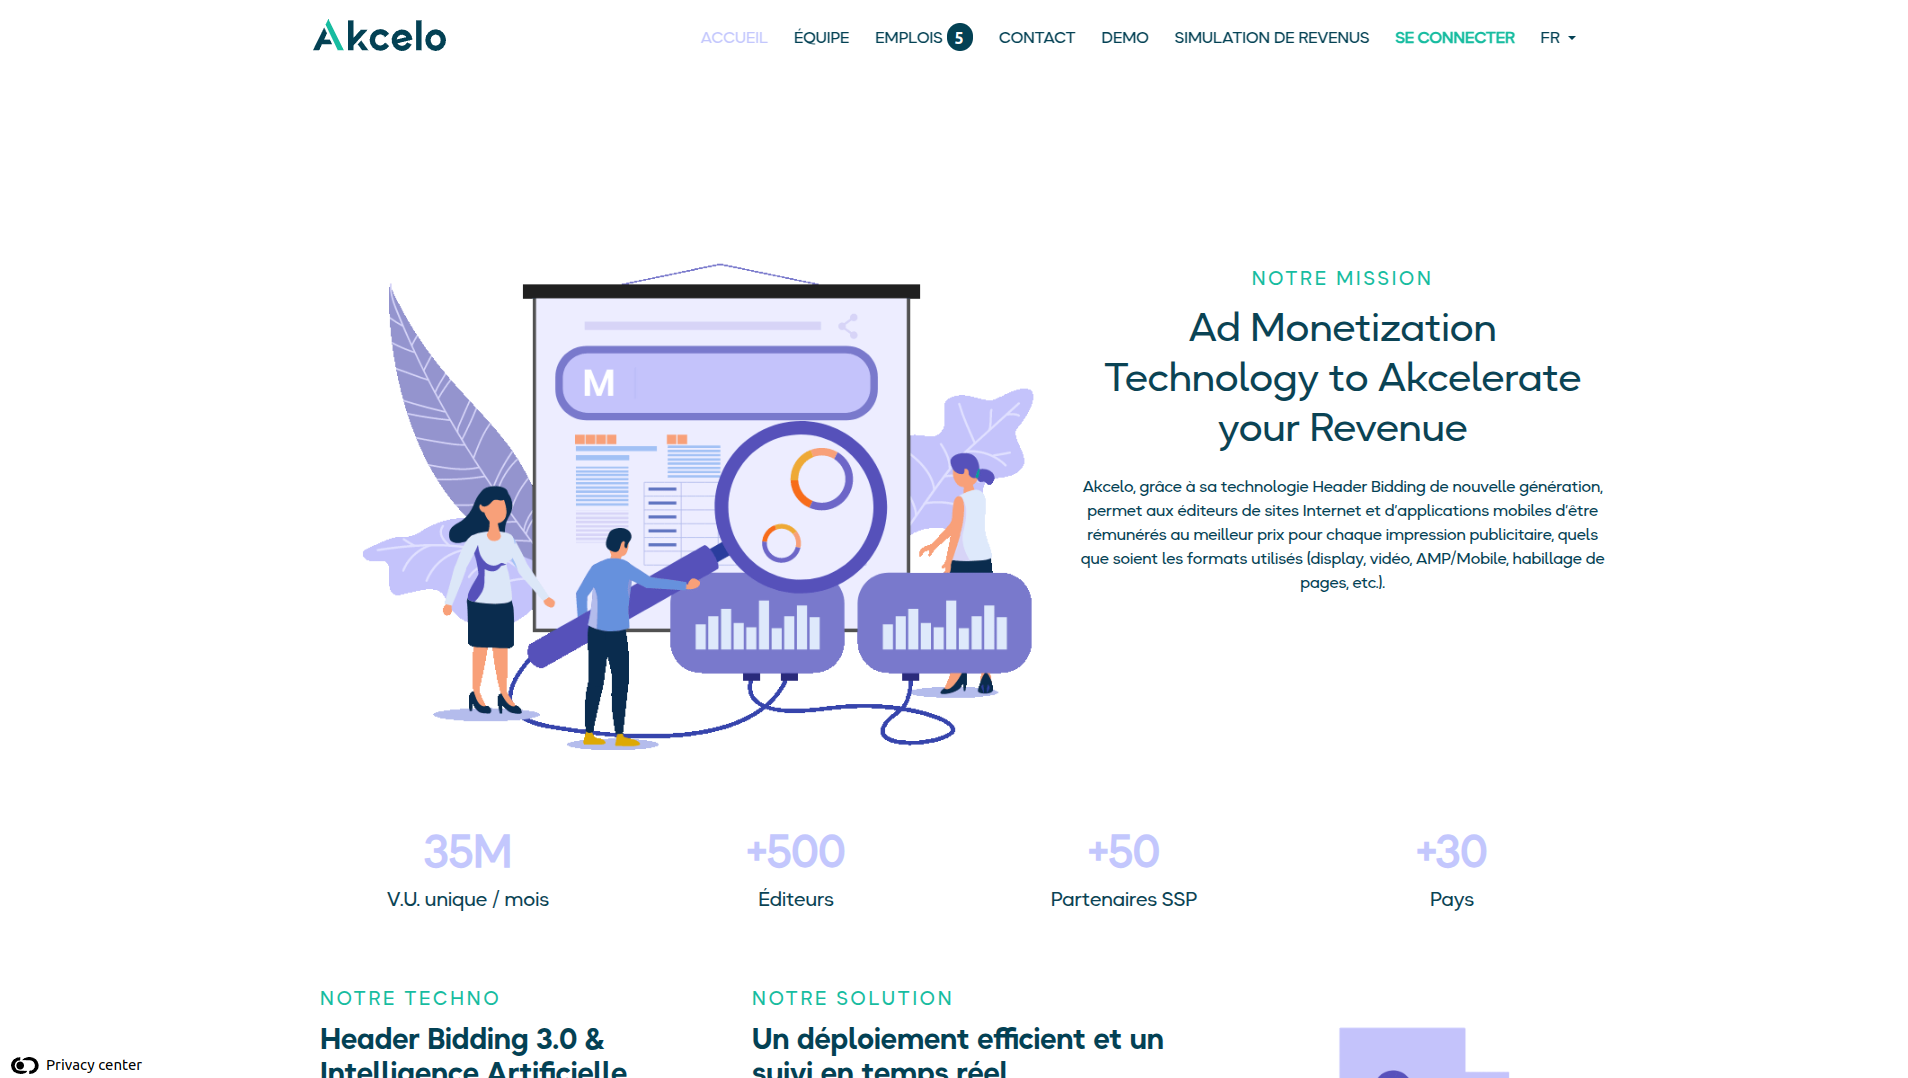 Akcelo
ACCUEIL
ÉQUIPE
EMPLOIS 5
CONTACT
DEMO
SIMULATION DE REVENUS
SE CONNECTER
FR
M
NOTRE MISSION
Ad Monetization
Technology to Akcelerate
your Revenue
Akcelo, grâce à sa technologie Header Bidding de nouvelle génération,
permet aux éditeurs de sites Internet et d'applications mobiles d'être
rémunérés au meilleur prix pour chaque impression publicitaire, quels
que soient les formats utilisés (display, vidéo, AMP/Mobile, habillage de
pages, etc.).
35M
V.U. unique / mois
+500
Éditeurs
+50
Partenaires SSP
+30
Pays
NOTRE TECHNO
Header Bidding 3.0 &
Intelligence Artificielle
NOTRE SOLUTION
Un déploiement efficient et un
suivi en temps réel
Privacy center